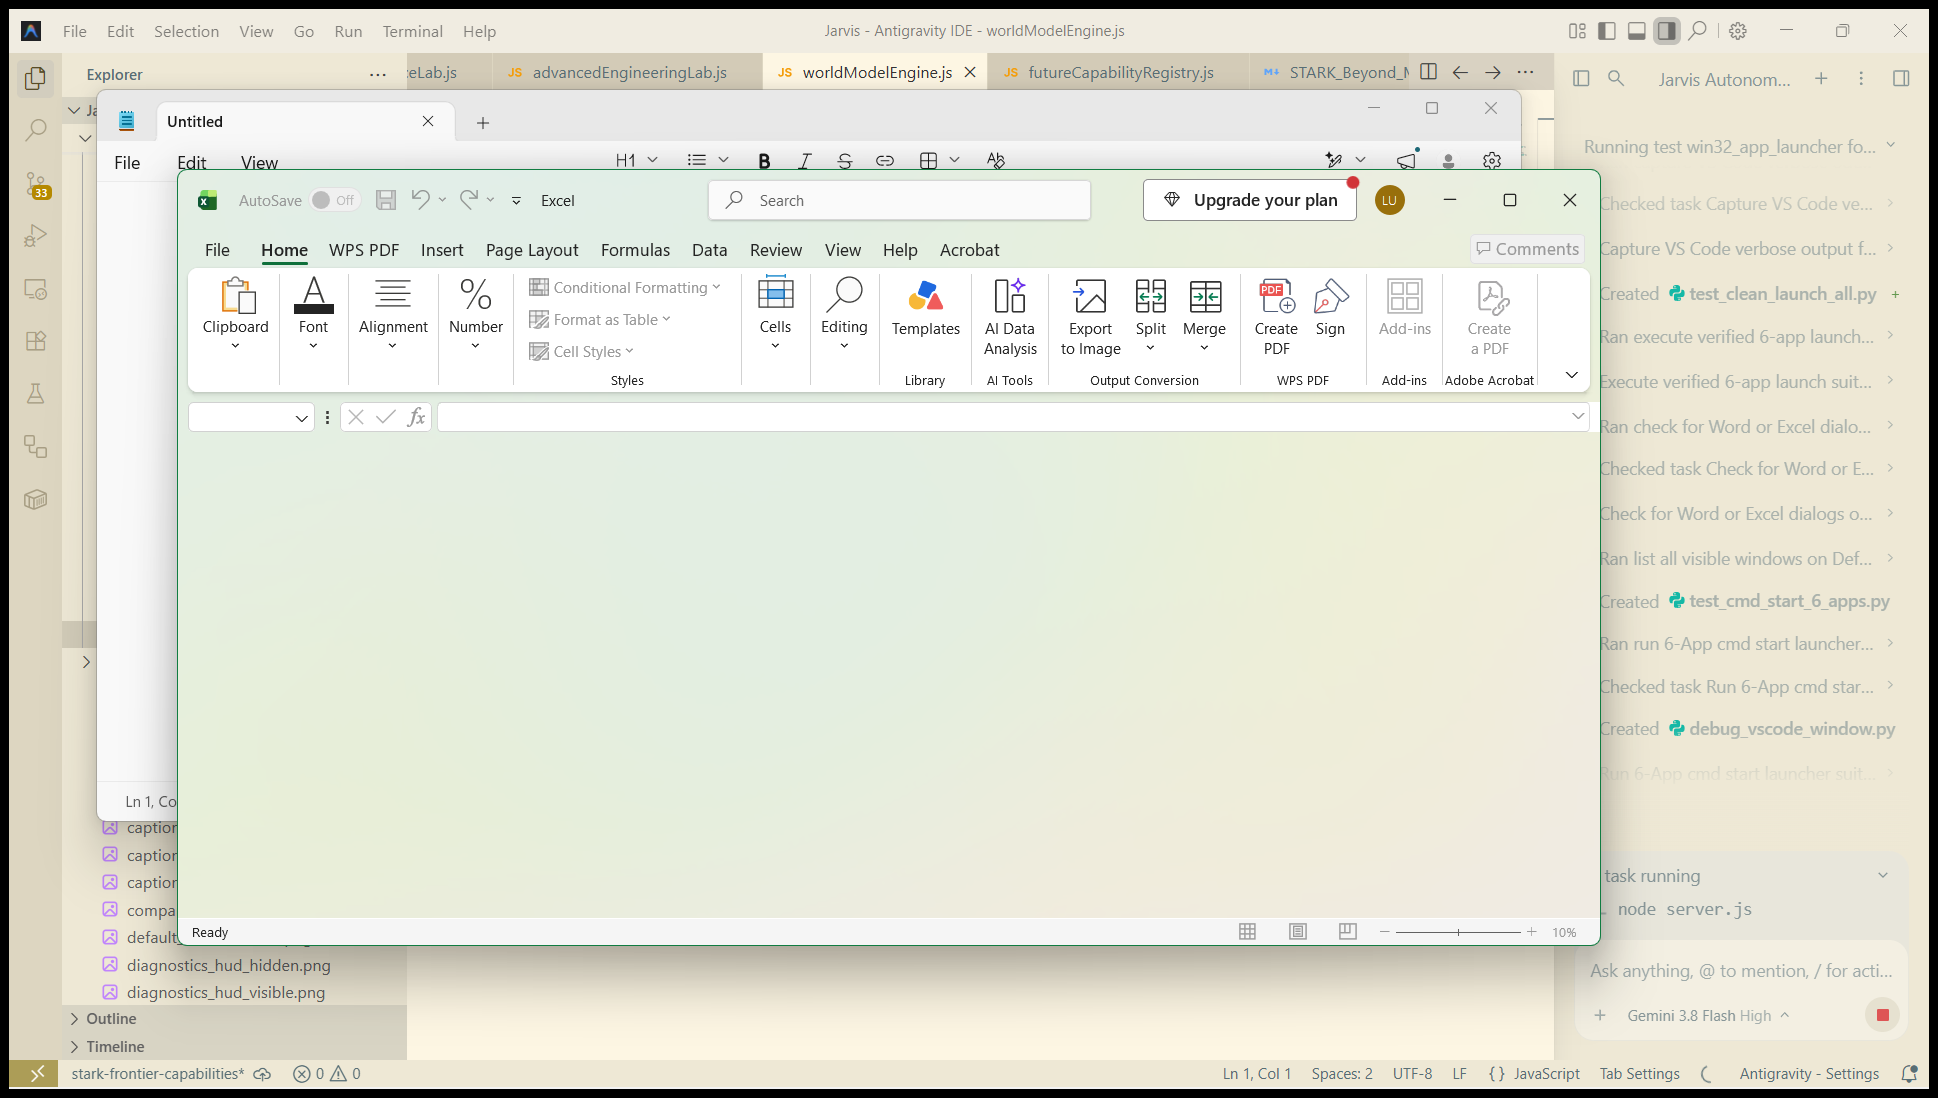 File Edit Selection View Go Run Terminal Help
Jarvis - Antigravity IDE - worldModelEngine.js
Explorer
JS advancedEngineeringLab.js
JS worldModelEngine.js
JS futureCapabilityRegistry.js
STARK_Beyond_M
Jarvis Autonom...
33
Untitled
File Edit View
H1
AutoSave Off
Excel
Search
Upgrade your plan
LU
File Home WPS PDF Insert Page Layout Formulas Data Review View Help Acrobat
Comments
Clipboard
Font
Alignment
Number
Conditional Formatting
Format as Table
Cell Styles
Styles
Cells
Editing
Templates
Library
AI Data Analysis
AI Tools
Export to Image
Split
Merge
Output Conversion
Create PDF
Sign
WPS PDF
Add-ins
Add-ins
Create a PDF
Adobe Acrobat
fx
Ready
10%
Ln 1, Co
caption
caption
caption
compa
default_
diagnostics_hud_hidden.png
diagnostics_hud_visible.png
Outline
Timeline
Running test win32_app_launcher fo...
Checked task Capture VS Code ve...
Capture VS Code verbose output f...
Created test_clean_launch_all.py +
Ran execute verified 6-app launch...
Execute verified 6-app launch suit...
Ran check for Word or Excel dialo...
Checked task Check for Word or E...
Check for Word or Excel dialogs o...
Ran list all visible windows on Def...
Created test_cmd_start_6_apps.py
Ran run 6-App cmd start launcher...
Checked task Run 6-App cmd star...
Created debug_vscode_window.py
Run 6-App cmd start launcher suit...
task running
node server.js
Ask anything, @ to mention, / for acti...
Gemini 3.8 Flash High
stark-frontier-capabilities* 0 0
Ln 1, Col 1 Spaces: 2 UTF-8 LF {} JavaScript Tab Settings Antigravity - Settings